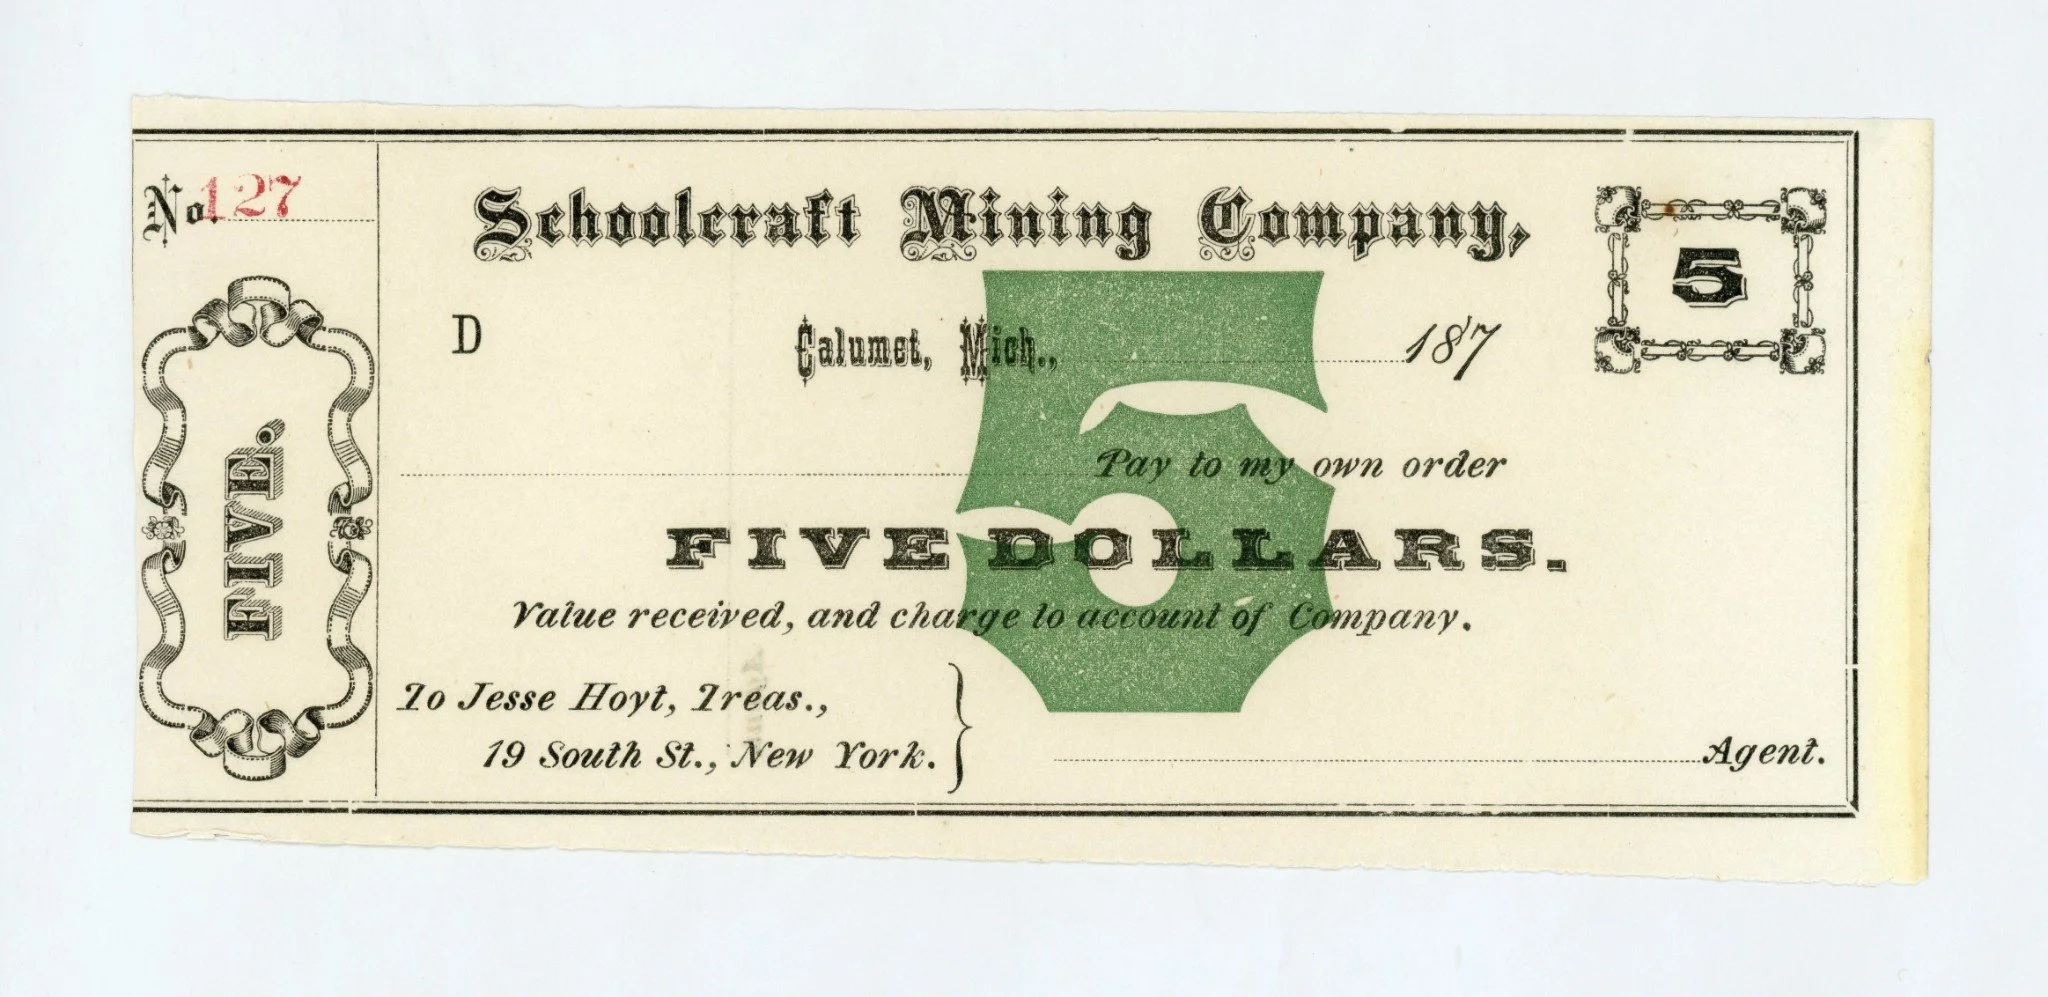 No. 127
Schoolcraft Mining Company,
5
D
Calumet, Mich., 187
5
Pay to my own order
FIVE DOLLARS.
Value received, and charge to account of Company.
To Jesse Hoyt, Treas.,
19 South St., New York.
Agent.
FIVE.